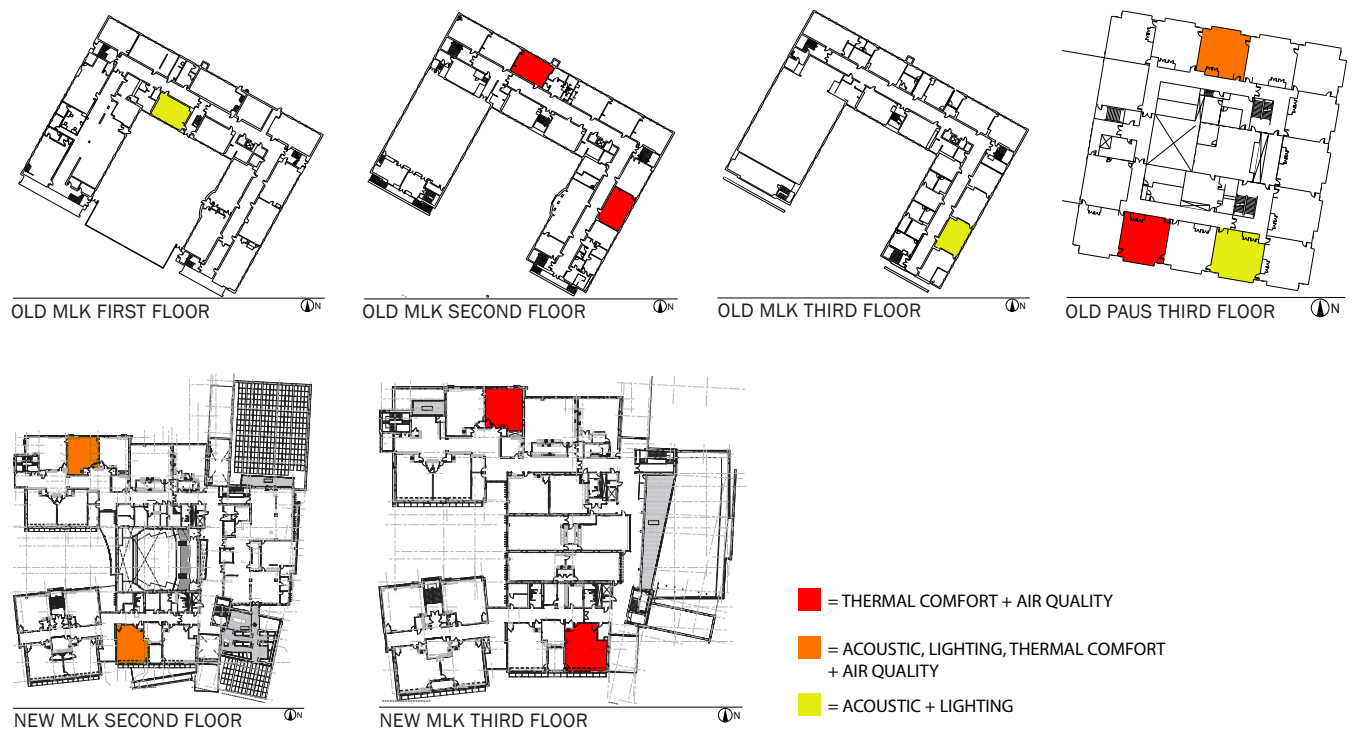 OLD MLK FIRST FLOOR
N
OLD MLK SECOND FLOOR
N
OLD MLK THIRD FLOOR
N
OLD PAUS THIRD FLOOR
N
NEW MLK SECOND FLOOR
N
NEW MLK THIRD FLOOR
N
= THERMAL COMFORT + AIR QUALITY
= ACOUSTIC, LIGHTING, THERMAL COMFORT
+ AIR QUALITY
= ACOUSTIC + LIGHTING